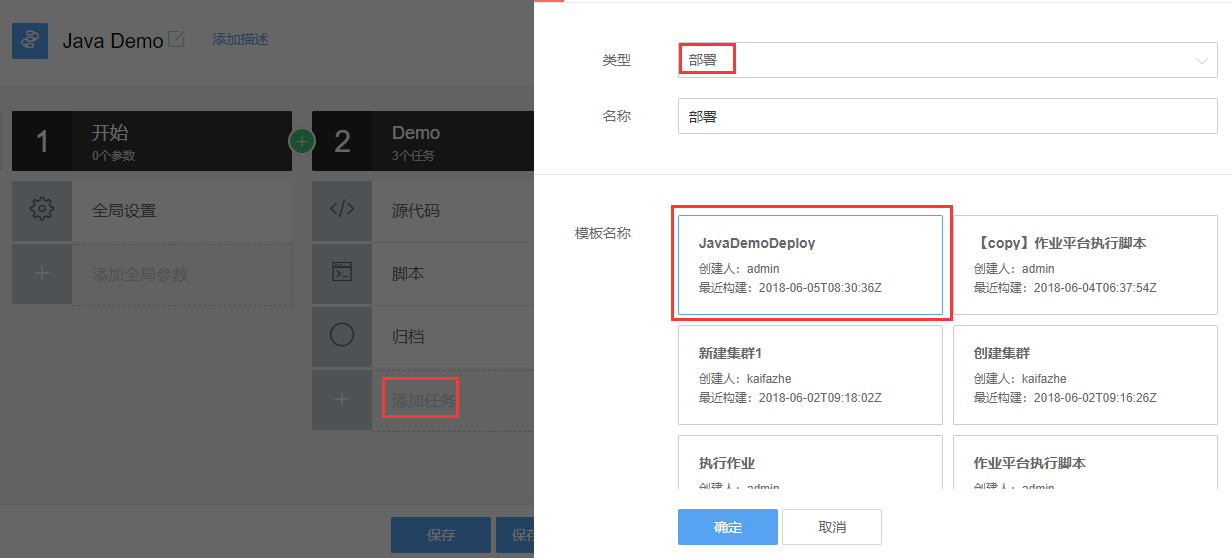 Java Demo 添加描述
1 开始
0个参数
全局设置
添加全局参数
2 Demo
3个任务
源代码
脚本
归档
添加任务
保存
类型 部署
名称 部署
模板名称
JavaDemoDeploy
创建人：admin
最近构建：2018-06-05T08:30:36Z
【copy】作业平台执行脚本
创建人：admin
最近构建：2018-06-04T06:37:54Z
新建集群1
创建人：kaifazhe
最近构建：2018-06-02T09:18:02Z
创建集群
创建人：kaifazhe
最近构建：2018-06-02T09:16:26Z
执行作业
创建人：admin
作业平台执行脚本
创建人：admin
确定
取消